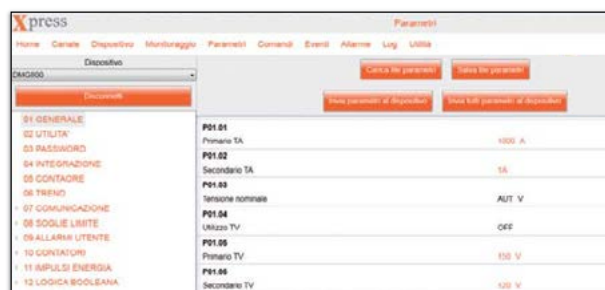 Xpress
Parametri
Home Canale Dispositivo Monitoraggio Parametri Comandi Eventi Allarme Log Utilità
Dispositivo
DMG800
Disconnetti
Carica file parametri
Salva file parametri
Invia parametri al dispositivo
Invia tutti parametri al dispositivo
01 GENERALE
02 UTILITA'
03 PASSWORD
04 INTEGRAZIONE
05 CONTAORE
06 TREND
07 COMUNICAZIONE
08 SOGLIE LIMITE
09 ALLARMI UTENTE
10 CONTATORI
11 IMPULSI ENERGIA
12 LOGICA BOOLEANA
P01.01
Primario TA 1000 A
P01.02
Secondario TA 1A
P01.03
Tensione nominale AUT V
P01.04
Utilizzo TV OFF
P01.05
Primario TV 150 V
P01.06
Secondario TV 120 V